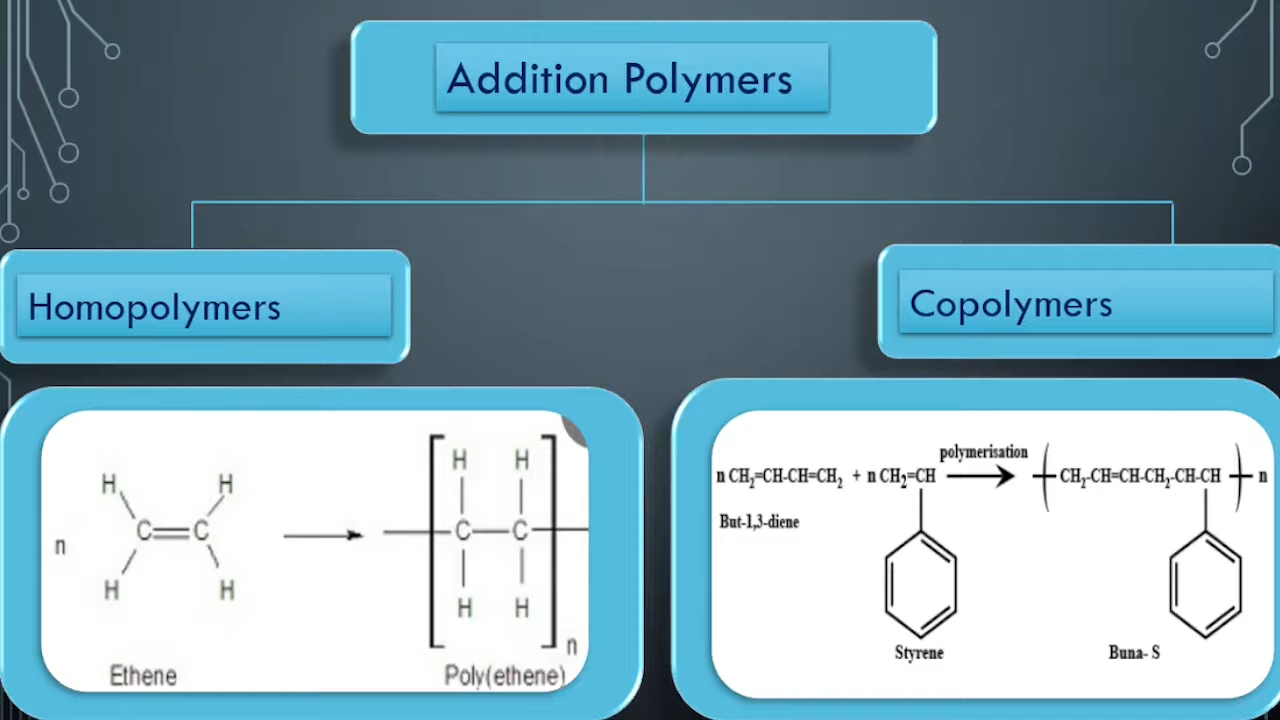 Addition Polymers
Homopolymers
Copolymers
n
H H
C=C
H H
Ethene
H H
C—C
H H
n
Poly(ethene)
polymerisation
n CH₂=CH-CH=CH₂ + n CH₂=CH ( CH₂-CH=CH-CH₂-CH-CH ) n
But-1,3-diene
Styrene
Buna- S